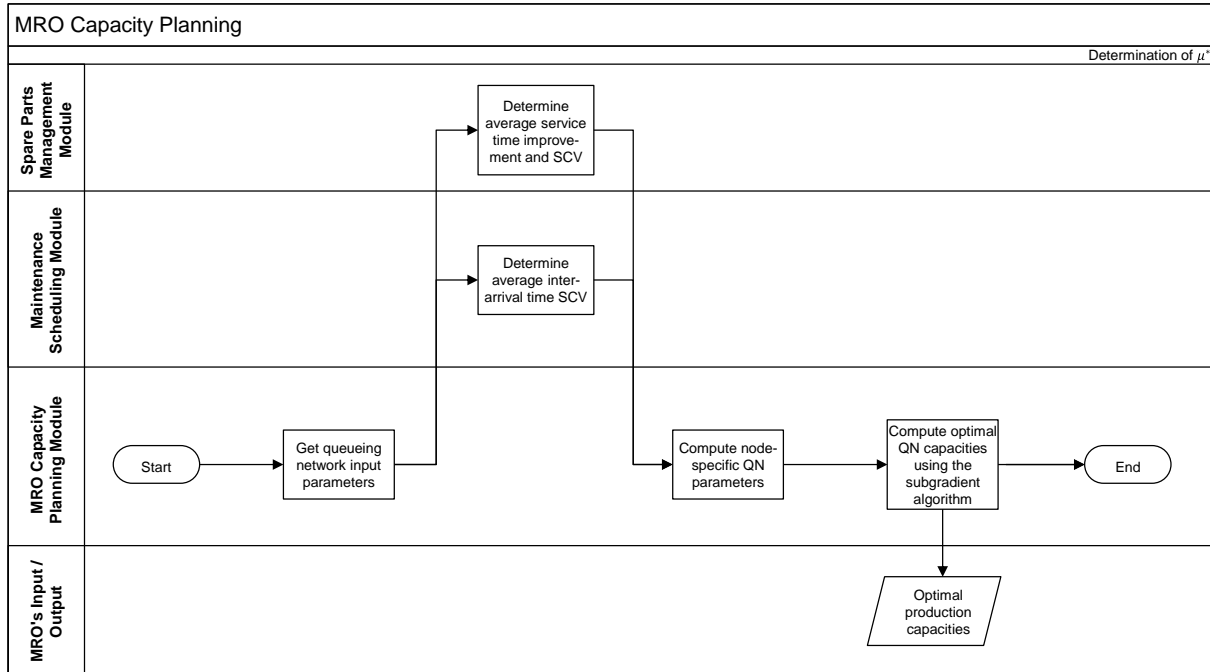 MRO Capacity Planning
Determination of μ*
Spare Parts
Management
Module
Determine
average service
time improve-
ment and SCV
Maintenance
Scheduling Module
Determine
average inter-
arrival time SCV
MRO Capacity
Planning Module
Start
Get queueing
network input
parameters
Compute node-
specific QN
parameters
Compute optimal
QN capacities
using the
subgradient
algorithm
End
MRO's Input /
Output
Optimal
production
capacities